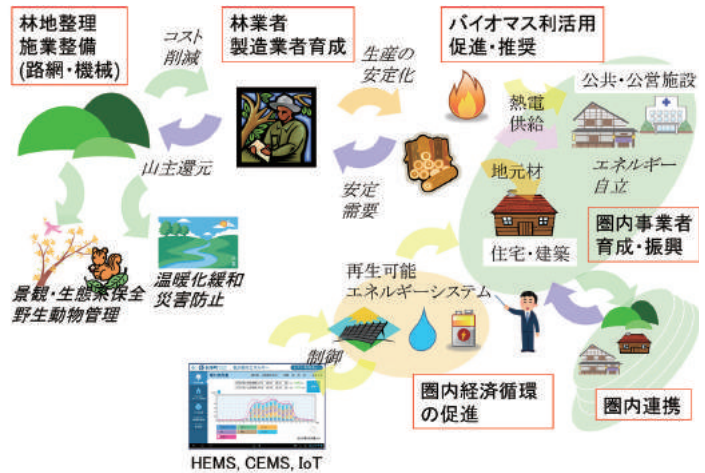 林地整理
施業整備
(路網・機械)
コスト
削減
林業者
製造業者育成
生産の
安定化
バイオマス利活用
促進・推奨
熱電
供給
公共・公営施設
山主還元
安定
需要
地元材
エネルギー
自立
住宅・建築
圏内事業者
育成・振興
景観・生態系保全
野生動物管理
温暖化緩和
災害防止
再生可能
エネルギーシステム
制御
圏内経済循環
の促進
圏内連携
HEMS, CEMS, IoT